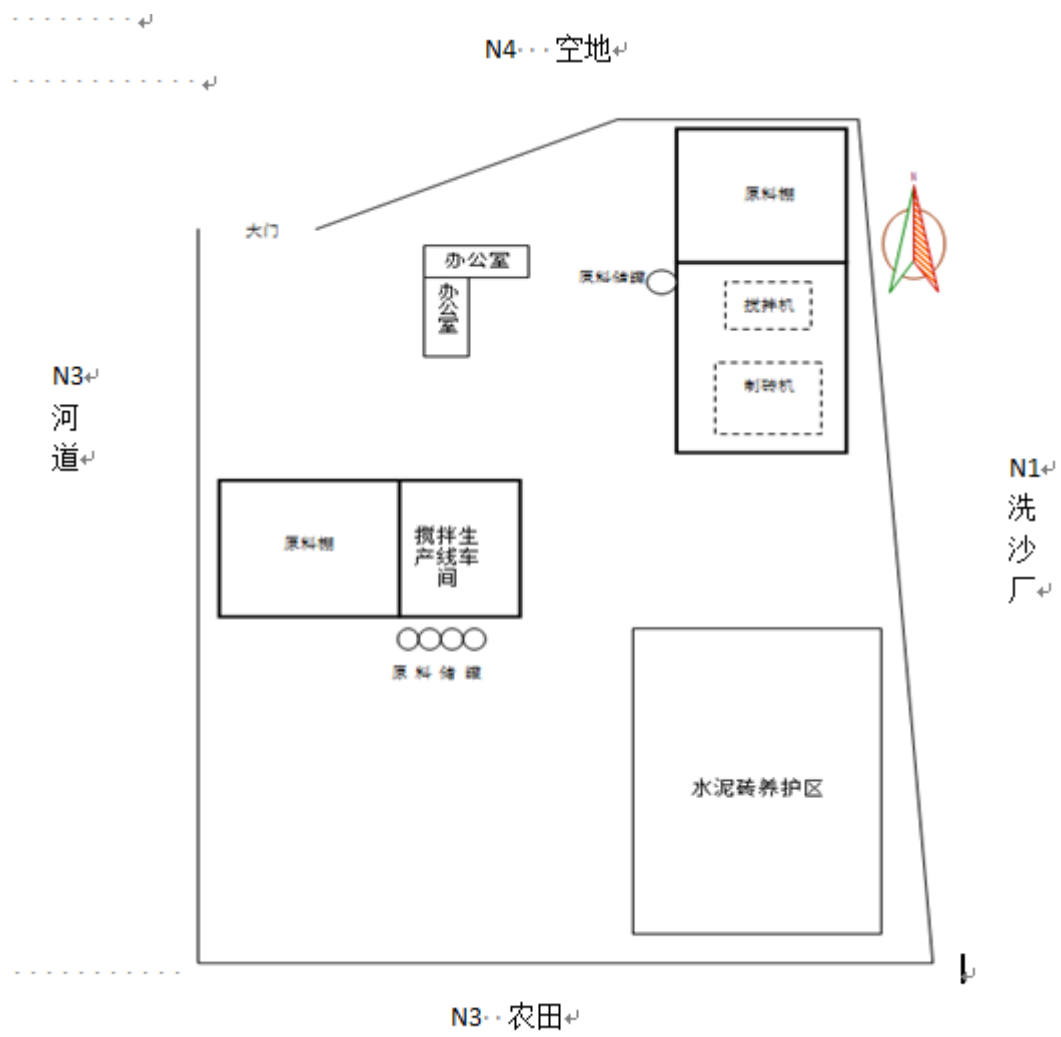 N4 空地
N
原料棚
大门
办公室
办
公
室
原料储罐
搅拌机
制砖机
N3
河
道
N1
洗
沙
厂
原料棚
搅拌生
产线车
间
原料储罐
水泥砖养护区
N3 农田